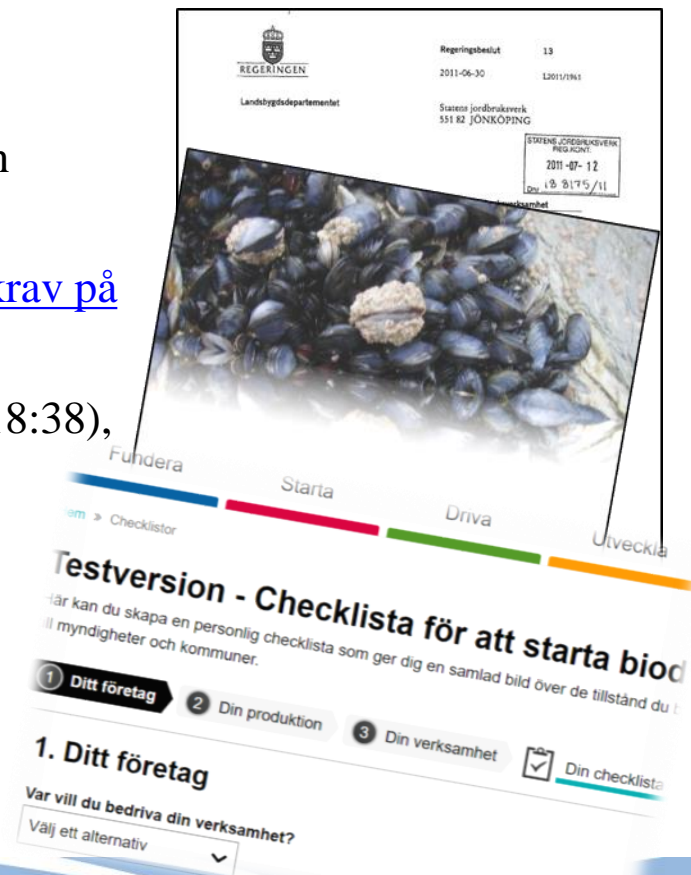 REGERINGEN
Landsbygdsdepartementet
Regeringsbeslut 13
2011-06-30 L2011/1961
Statens jordbruksverk
551 82 JÖNKÖPING
STATENS JORDBRUKSVERK
REG.KONT.
2011 -07- 12
Dnr 18 8175/11
krav på
8:38),
Fundera
Starta
Driva
Utveckla
» Checklistor
Testversion - Checklista för att starta biod
Här kan du skapa en personlig checklista som ger dig en samlad bild över de tillstånd du
myndigheter och kommuner.
1 Ditt företag
2 Din produktion
3 Din verksamhet
Din checklista
1. Ditt företag
Var vill du bedriva din verksamhet?
Välj ett alternativ